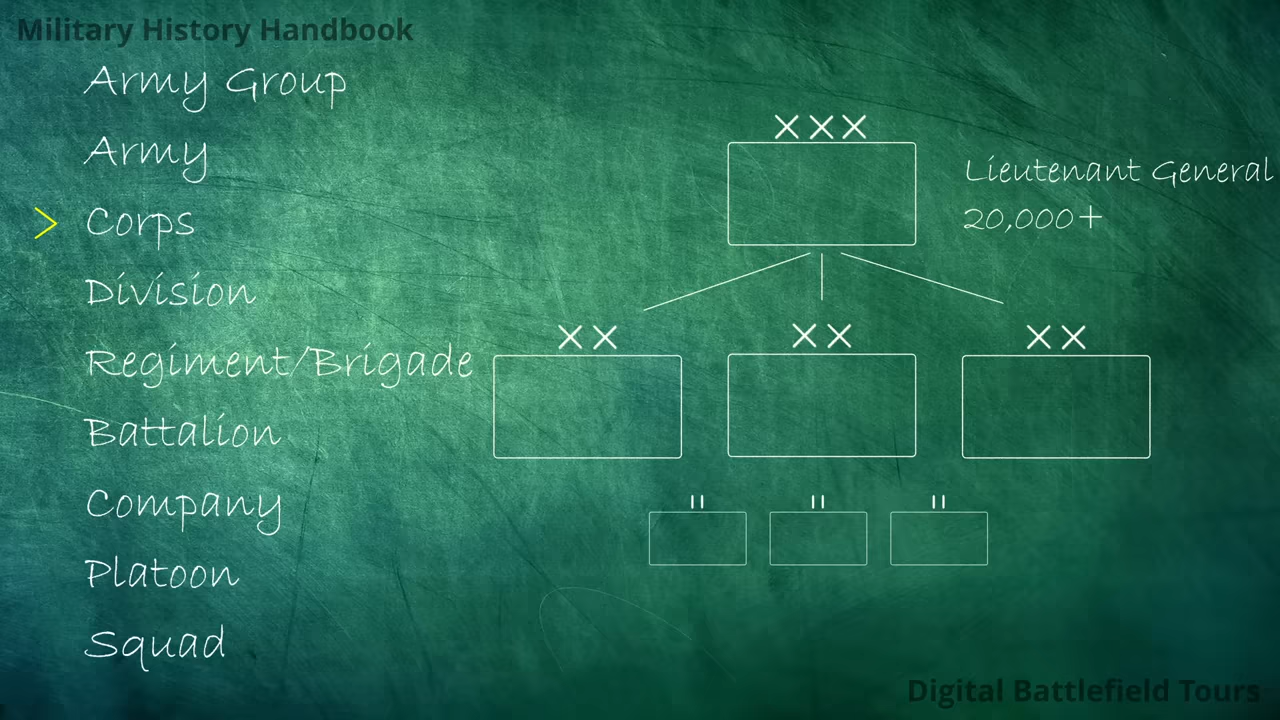 Military History Handbook
Army Group
Army
> Corps
Division
Regiment/Brigade
Battalion
Company
Platoon
Squad
XXX
Lieutenant General
20,000+
XX XX XX
II II II
Digital Battlefield Tours